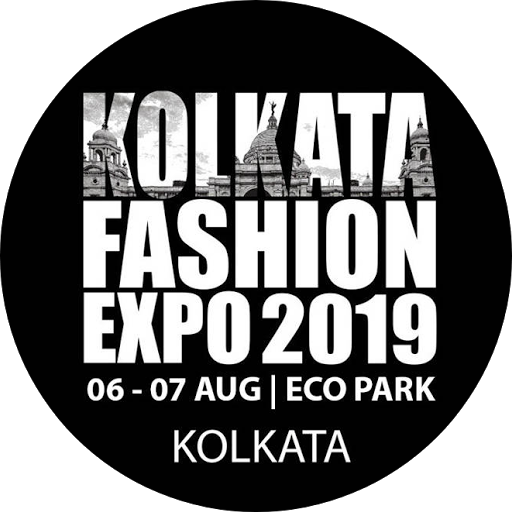 KOLKATA
FASHION
EXPO 2019
06 - 07 AUG | ECO PARK
KOLKATA